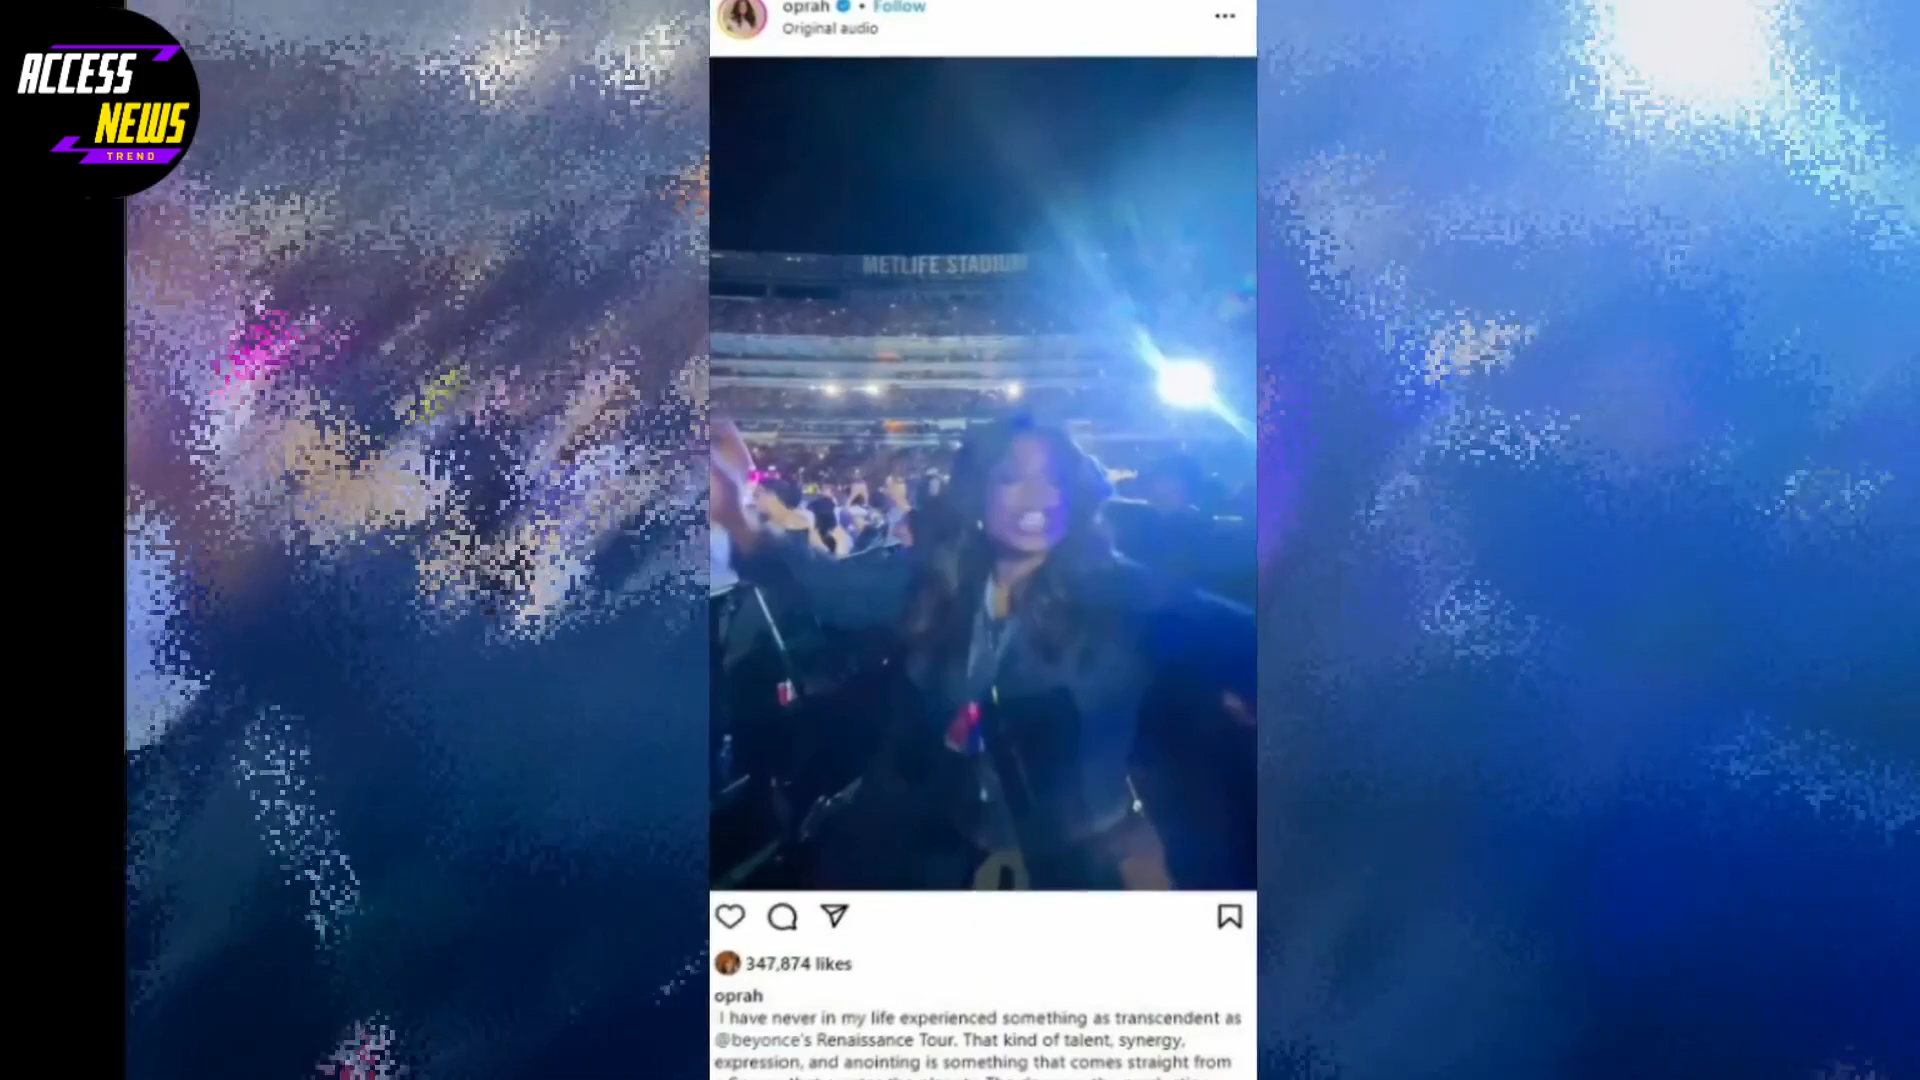 ACCESS
NEWS
TREND
oprah • Follow
Original audio
METLIFE STADIUM
347,874 likes
oprah
I have never in my life experienced something as transcendent as
@beyonce's Renaissance Tour. That kind of talent, synergy,
expression, and anointing is something that comes straight from